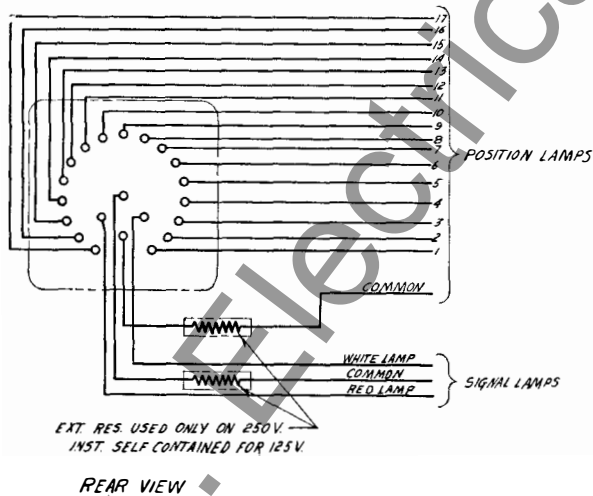 17
16
15
14
13
12
11
10
9
8
7
6
5
4
3
2
1
POSITION LAMPS
COMMON
WHITE LAMP
COMMON
RED LAMP
SIGNAL LAMPS
EXT. RES. USED ONLY ON 250V.
INST. SELF CONTAINED FOR 125V.
REAR VIEW
. Electrica